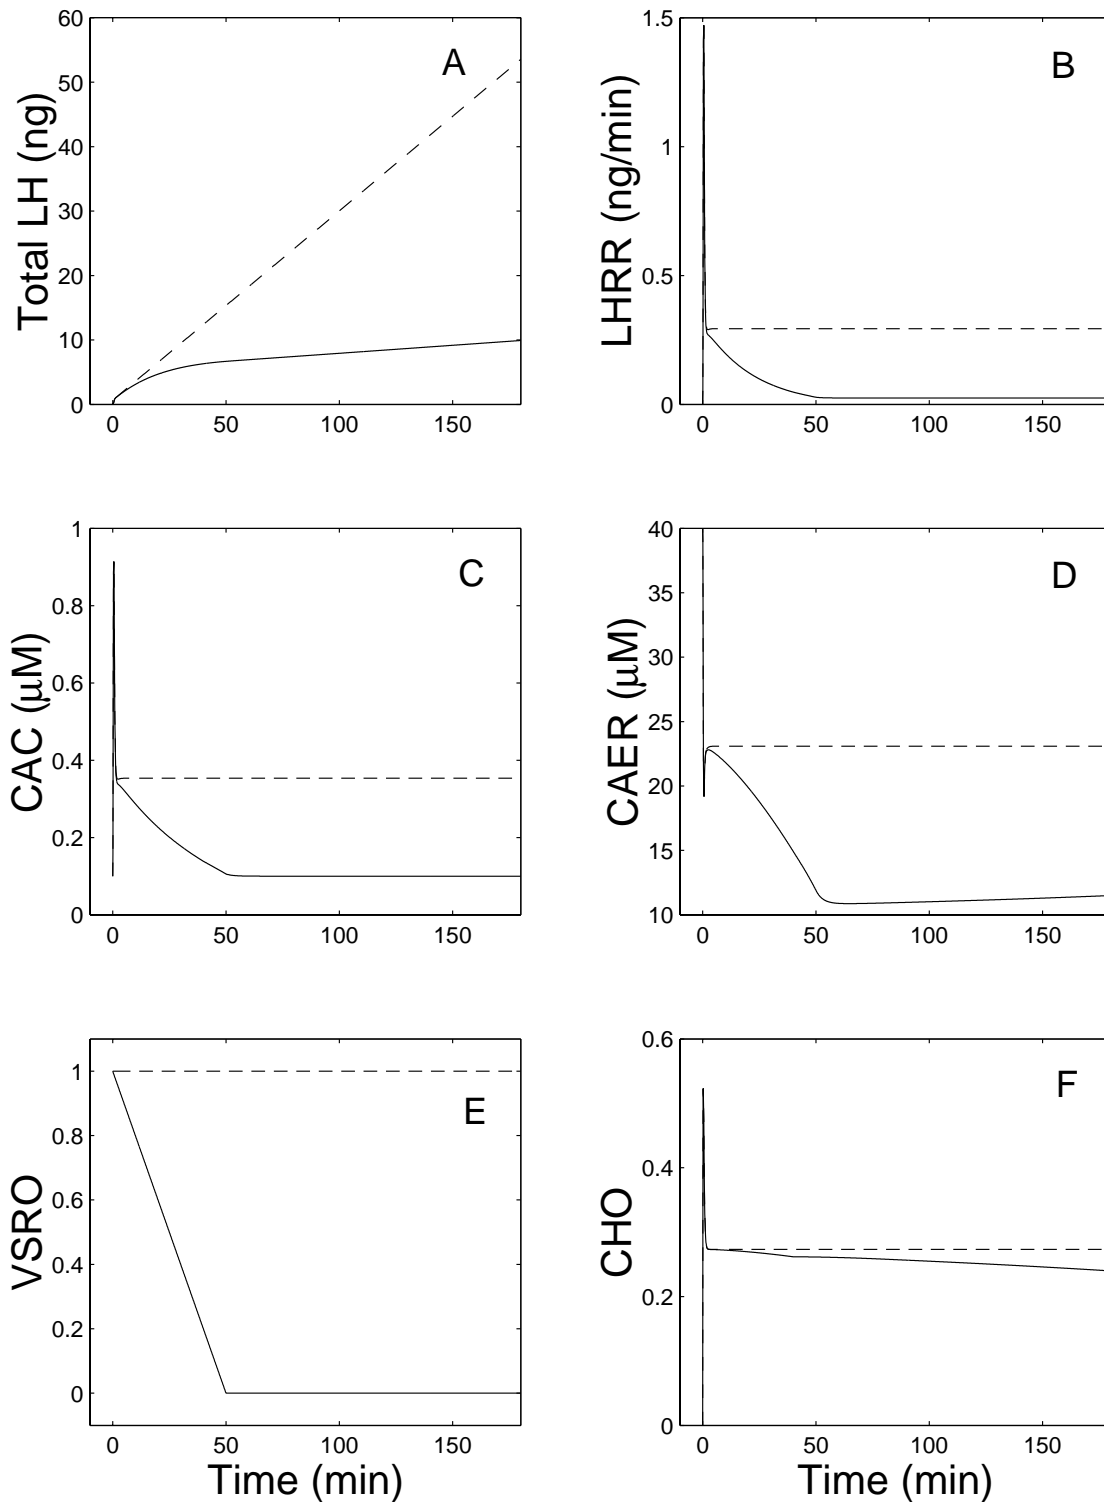 60
50
40
30
20
10
0
0 50 100 150
Total LH (ng)
A
1.5
1
0.5
0
0 50 100 150
LHRR (ng/min)
B
1
0.8
0.6
0.4
0.2
0
0 50 100 150
CAC (μM)
C
40
35
30
25
20
15
10
0 50 100 150
CAER (μM)
D
1
0.8
0.6
0.4
0.2
0
0 50 100 150
VSRO
E
Time (min)
0.6
0.4
0.2
0
0 50 100 150
CHO
F
Time (min)